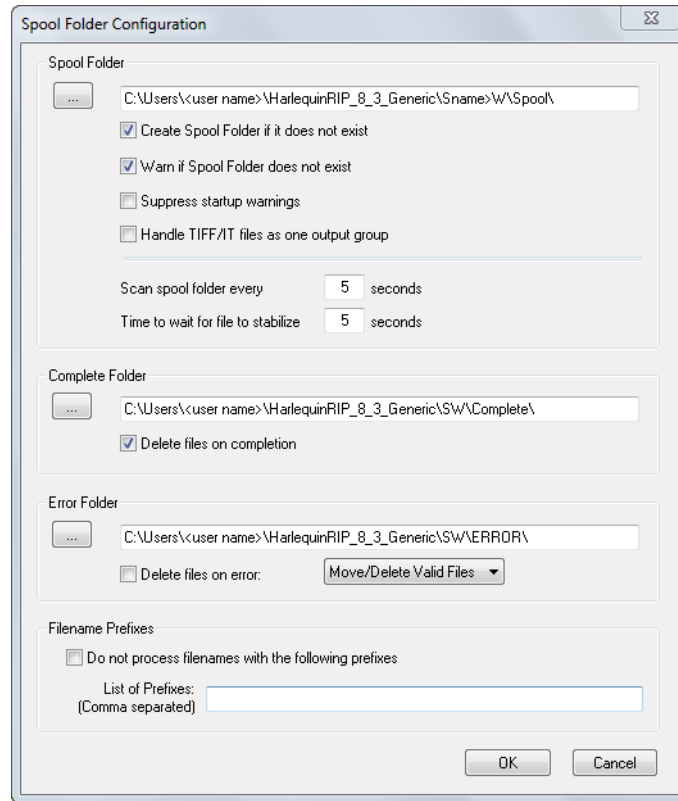 Spool Folder Configuration
Spool Folder
...
C:\Users\<user name>\HarlequinRIP_8_3_Generic\Sname>W\Spool\
Create Spool Folder if it does not exist
Warn if Spool Folder does not exist
Suppress startup warnings
Handle TIFF/IT files as one output group
Scan spool folder every 5 seconds
Time to wait for file to stabilize 5 seconds
Complete Folder
...
C:\Users\<user name>\HarlequinRIP_8_3_Generic\SW\Complete\
Delete files on completion
Error Folder
...
C:\Users\<user name>\HarlequinRIP_8_3_Generic\SW\ERROR\
Delete files on error: Move/Delete Valid Files
Filename Prefixes
Do not process filenames with the following prefixes
List of Prefixes:
(Comma separated)
OK Cancel